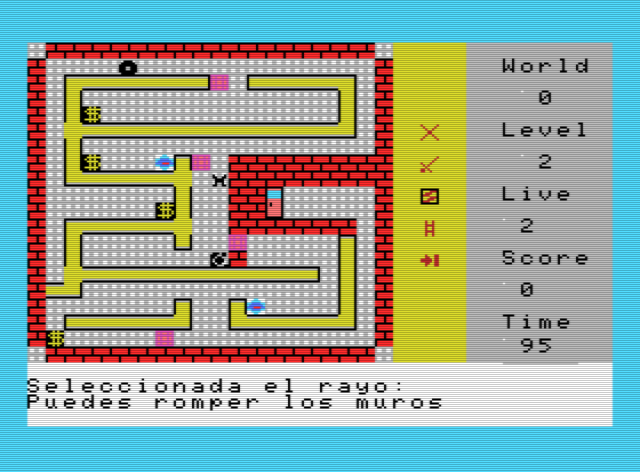 World
0
Level
2
Live
2
Score
0
Time
95
Seleccionada el rayo:
Puedes romper los muros